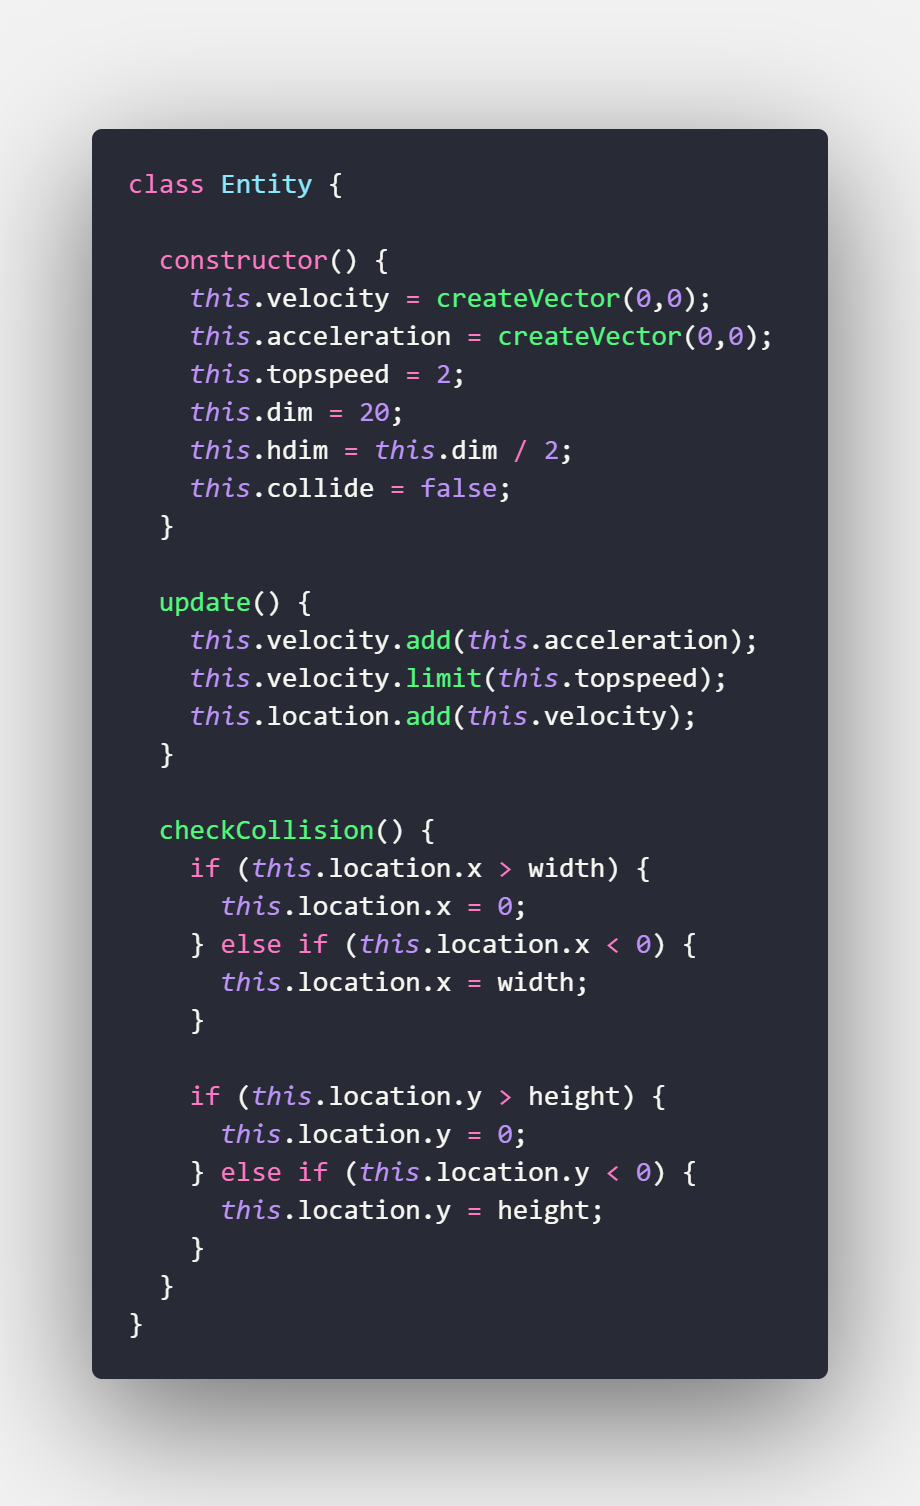 class Entity {
  constructor() {
    this.velocity = createVector(0,0);
    this.acceleration = createVector(0,0);
    this.topspeed = 2;
    this.dim = 20;
    this.hdim = this.dim / 2;
    this.collide = false;
  }
  update() {
    this.velocity.add(this.acceleration);
    this.velocity.limit(this.topspeed);
    this.location.add(this.velocity);
  }
  checkCollision() {
    if (this.location.x > width) {
      this.location.x = 0;
    } else if (this.location.x < 0) {
      this.location.x = width;
    }
    if (this.location.y > height) {
      this.location.y = 0;
    } else if (this.location.y < 0) {
      this.location.y = height;
    }
  }
}